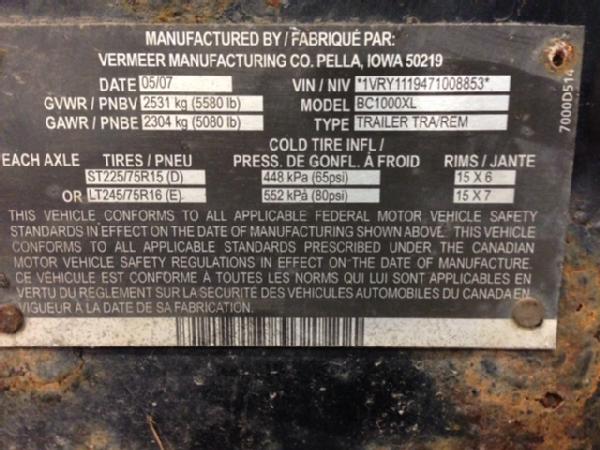 MANUFACTURED BY / FABRIQUÉ PAR:
VERMEER MANUFACTURING CO. PELLA, IOWA 50219
DATE 05/07 VIN / NIV *1VRY1119471008853*
GVWR / PNBV 2531 kg (5580 lb) MODEL BC1000XL
GAWR / PNBE 2304 kg (5080 lb) TYPE TRAILER TRA/REM
COLD TIRE INFL /
EACH AXLE TIRES / PNEU PRESS. DE GONFL. À FROID RIMS / JANTE
ST225/75R15 (D) 448 kPa (65psi) 15 X 6
OR LT245/75R16 (E) 552 kPa (80psi) 15 X 7
THIS VEHICLE CONFORMS TO ALL APPLICABLE FEDERAL MOTOR VEHICLE SAFETY
STANDARDS IN EFFECT ON THE DATE OF MANUFACTURING SHOWN ABOVE. THIS VEHICLE
CONFORMS TO ALL APPLICABLE STANDARDS PRESCRIBED UNDER THE CANADIAN
MOTOR VEHICLE SAFETY REGULATIONS IN EFFECT ON THE DATE OF MANUFACTURE.
CE VÉHICULE EST CONFORME À TOUTES LES NORMS QUI LUI SONT APPLICABLES EN
VERTU DU RÈGLEMENT SUR LA SÉCURITÉ DES VÉHICULES AUTOMOBILES DU CANADA EN
VIGUEUR À LA DATE DE SA FABRICATION.
7000D514